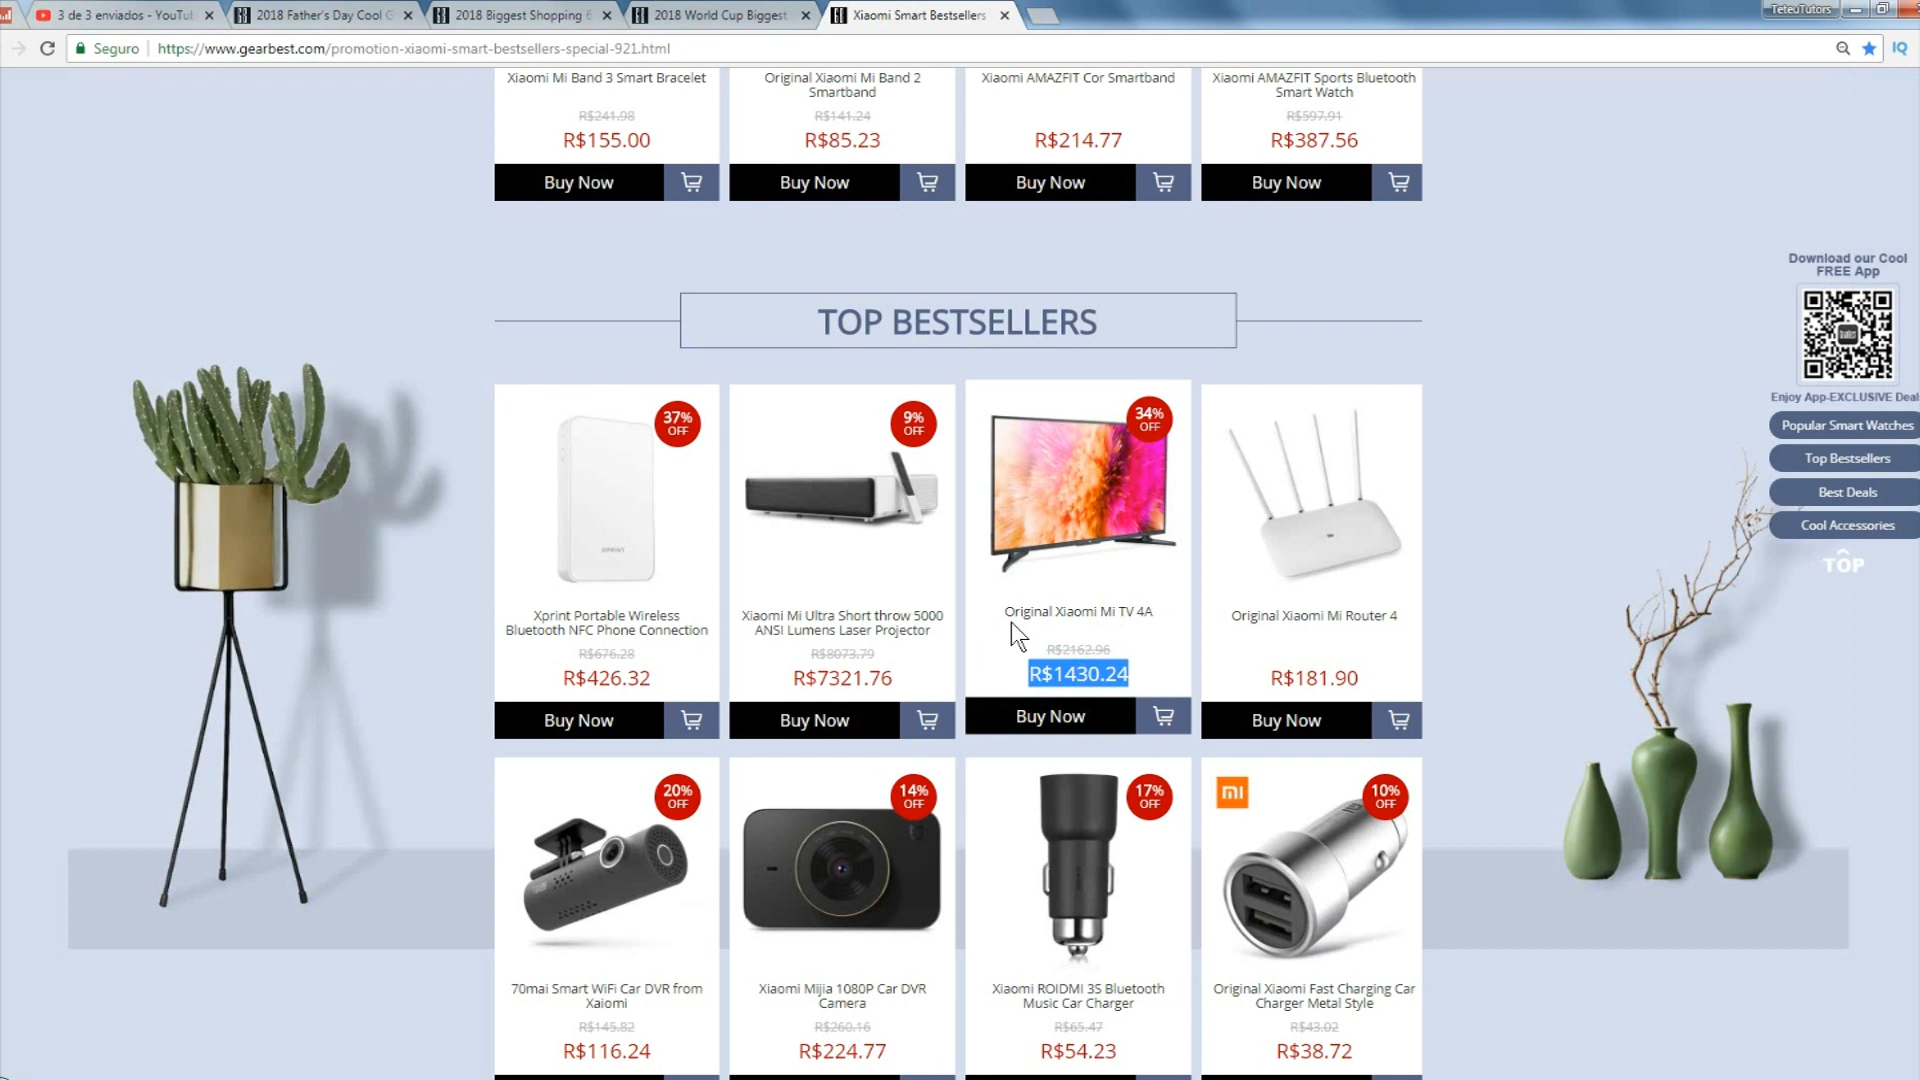 3 de 3 enviados - YouTu
2018 Father's Day Cool G
2018 Biggest Shopping 6
2018 World Cup Biggest
Xiaomi Smart Bestsellers
TeteuTutors
Seguro
https://www.gearbest.com/promotion-xiaomi-smart-bestsellers-special-921.html
IQ
Xiaomi Mi Band 3 Smart Bracelet
R$241.98
R$155.00
Buy Now
Original Xiaomi Mi Band 2
Smartband
R$141.24
R$85.23
Buy Now
Xiaomi AMAZFIT Cor Smartband
R$214.77
Buy Now
Xiaomi AMAZFIT Sports Bluetooth
Smart Watch
R$597.91
R$387.56
Buy Now
Download our Cool
FREE App
Enjoy App-EXCLUSIVE Deal
Popular Smart Watches
Top Bestsellers
Best Deals
Cool Accessories
TOP
TOP BESTSELLERS
37%
OFF
XPRINT
Xprint Portable Wireless
Bluetooth NFC Phone Connection
R$676.28
R$426.32
Buy Now
9%
OFF
Xiaomi Mi Ultra Short throw 5000
ANSI Lumens Laser Projector
R$8073.79
R$7321.76
Buy Now
34%
OFF
Original Xiaomi Mi TV 4A
R$2162.96
R$1430.24
Buy Now
Original Xiaomi Mi Router 4
R$181.90
Buy Now
20%
OFF
70mai Smart WiFi Car DVR from
Xaiomi
R$145.82
R$116.24
14%
OFF
Xiaomi Mijia 1080P Car DVR
Camera
R$260.16
R$224.77
17%
OFF
Xiaomi ROIDMI 3S Bluetooth
Music Car Charger
R$65.47
R$54.23
mi
10%
OFF
Original Xiaomi Fast Charging Car
Charger Metal Style
R$43.02
R$38.72